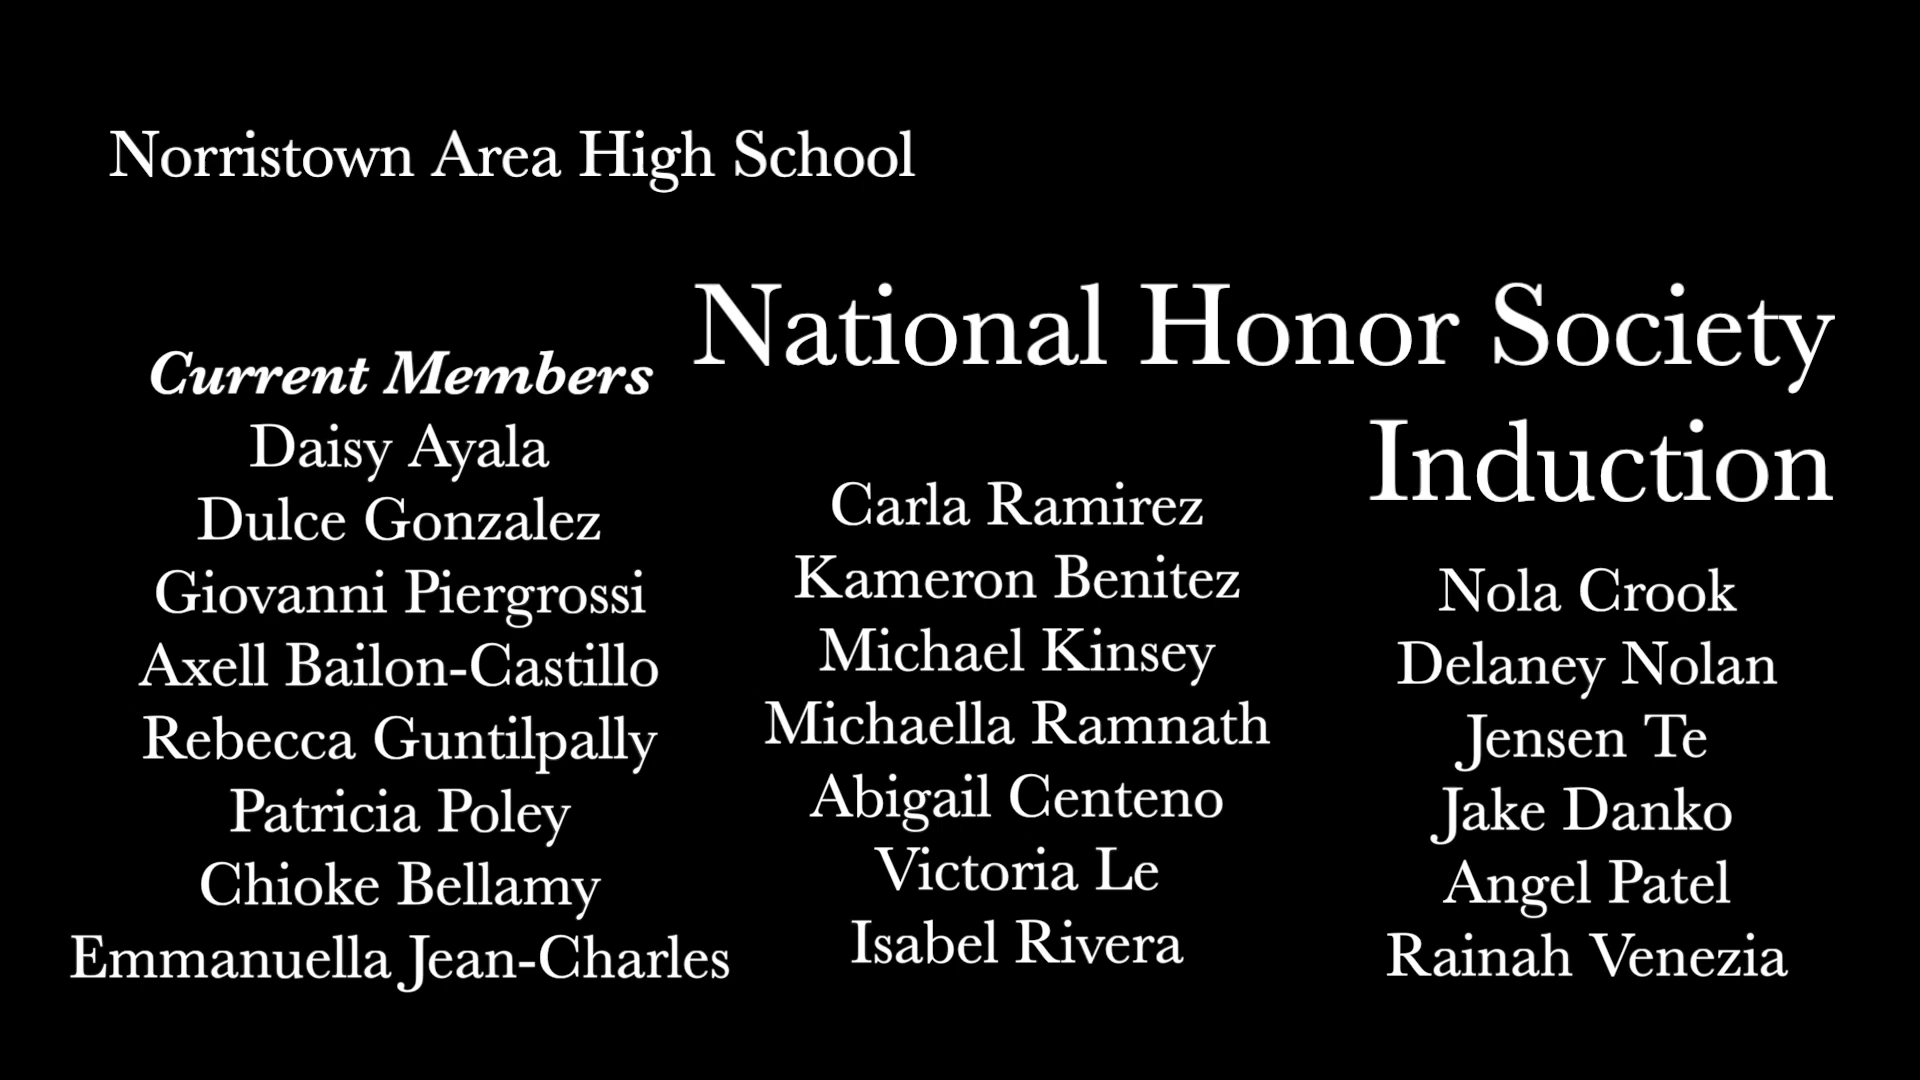 Norristown Area High School
National Honor Society
Induction
Current Members
Daisy Ayala
Dulce Gonzalez
Giovanni Piergrossi
Axell Bailon-Castillo
Rebecca Guntilpally
Patricia Poley
Chioke Bellamy
Emmanuella Jean-Charles
Carla Ramirez
Kameron Benitez
Michael Kinsey
Michaella Ramnath
Abigail Centeno
Victoria Le
Isabel Rivera
Nola Crook
Delaney Nolan
Jensen Te
Jake Danko
Angel Patel
Rainah Venezia